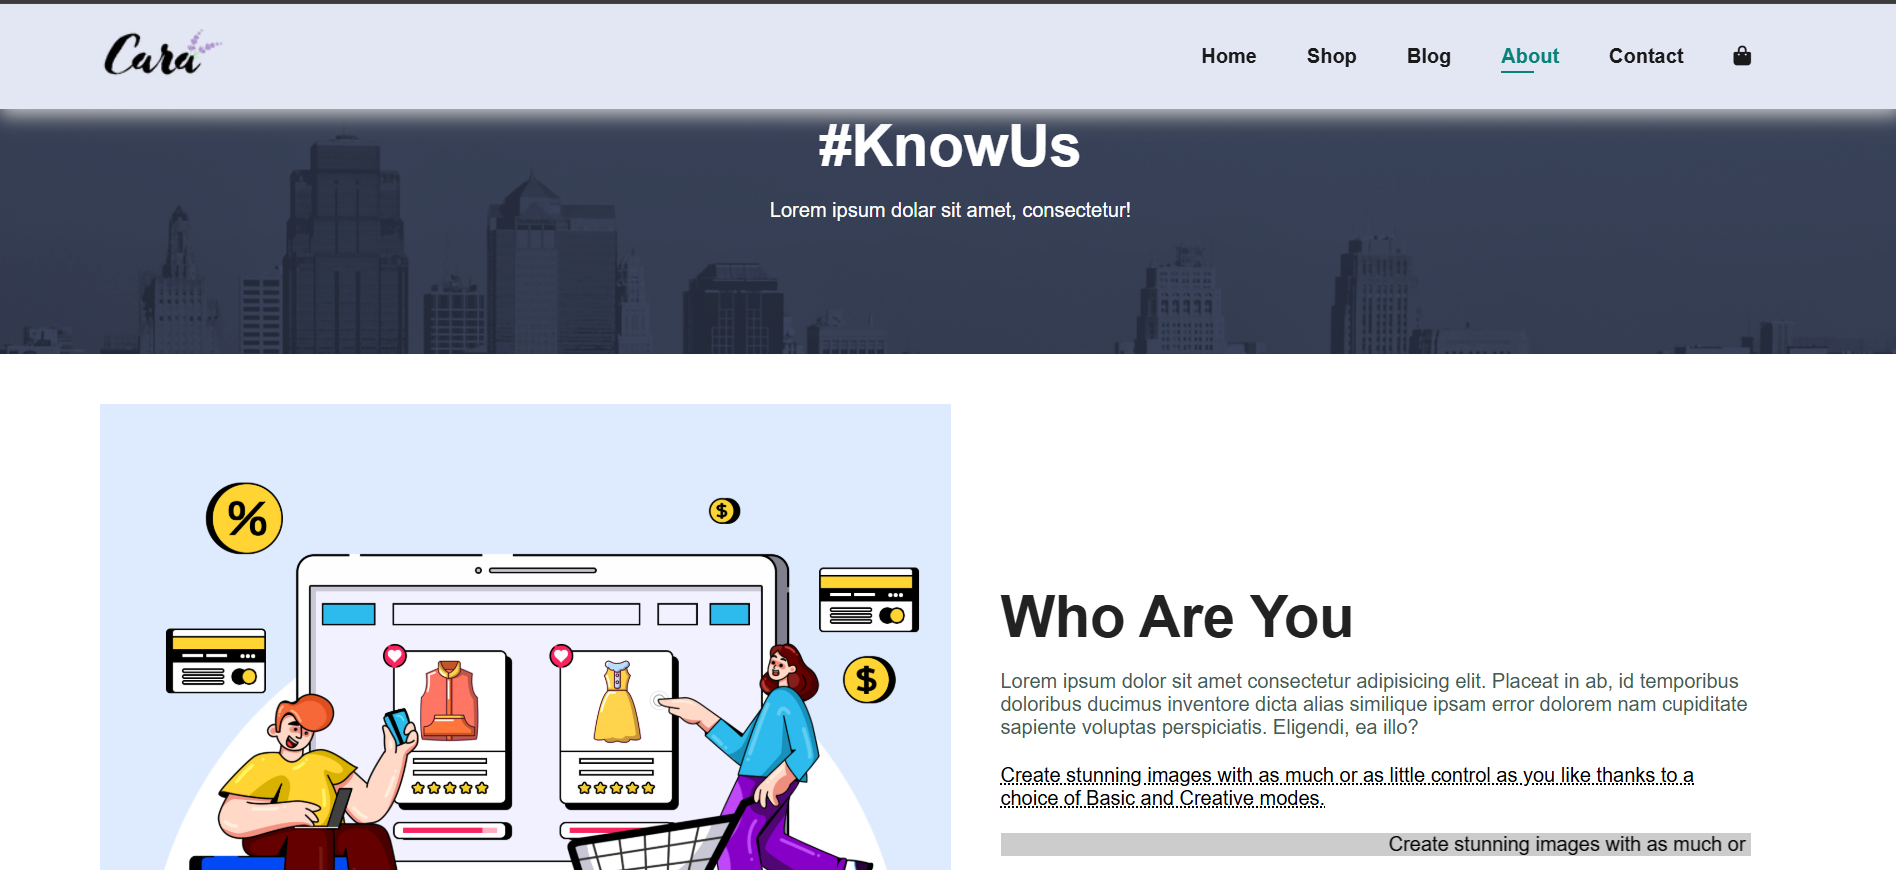 Cara
Home Shop Blog About Contact
#KnowUs
Lorem ipsum dolar sit amet, consectetur!
%
$
$
Who Are You
Lorem ipsum dolor sit amet consectetur adipisicing elit. Placeat in ab, id temporibus
doloribus ducimus inventore dicta alias similique ipsam error dolorem nam cupiditate
sapiente voluptas perspiciatis. Eligendi, ea illo?
Create stunning images with as much or as little control as you like thanks to a
choice of Basic and Creative modes.
Create stunning images with as much or